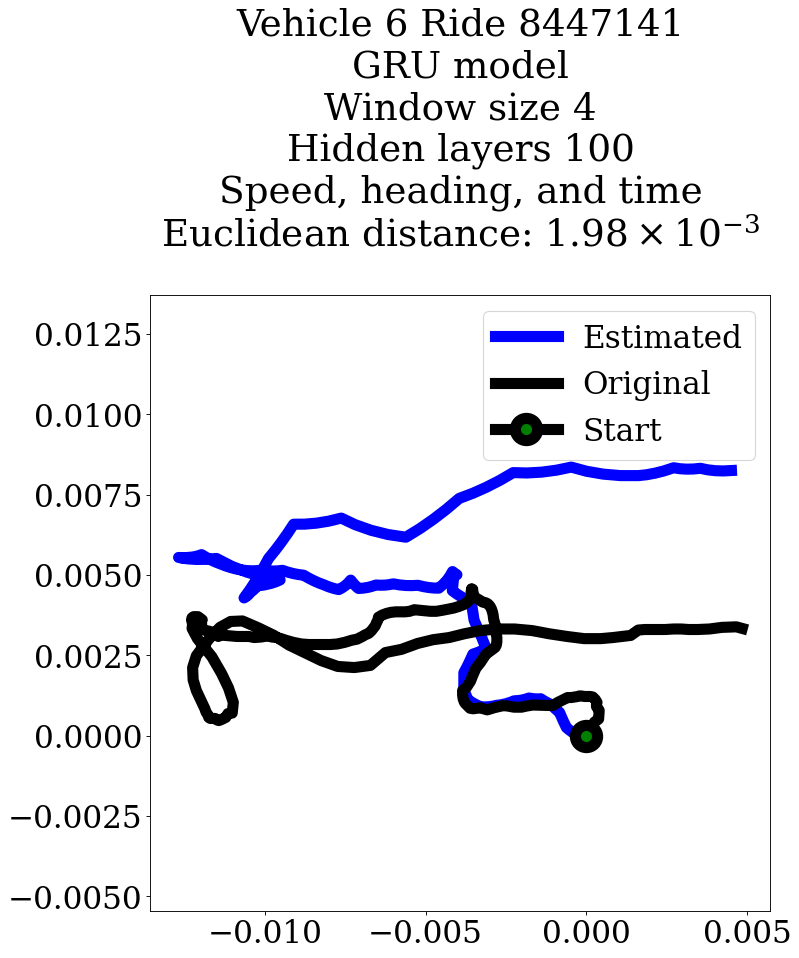 Vehicle 6 Ride 8447141
GRU model
Window size 4
Hidden layers 100
Speed, heading, and time
Euclidean distance: 1.98 × 10⁻³
Estimated
Original
Start
0.0125
0.0100
0.0075
0.0050
0.0025
0.0000
−0.0025
−0.0050
−0.010 −0.005 0.000 0.005